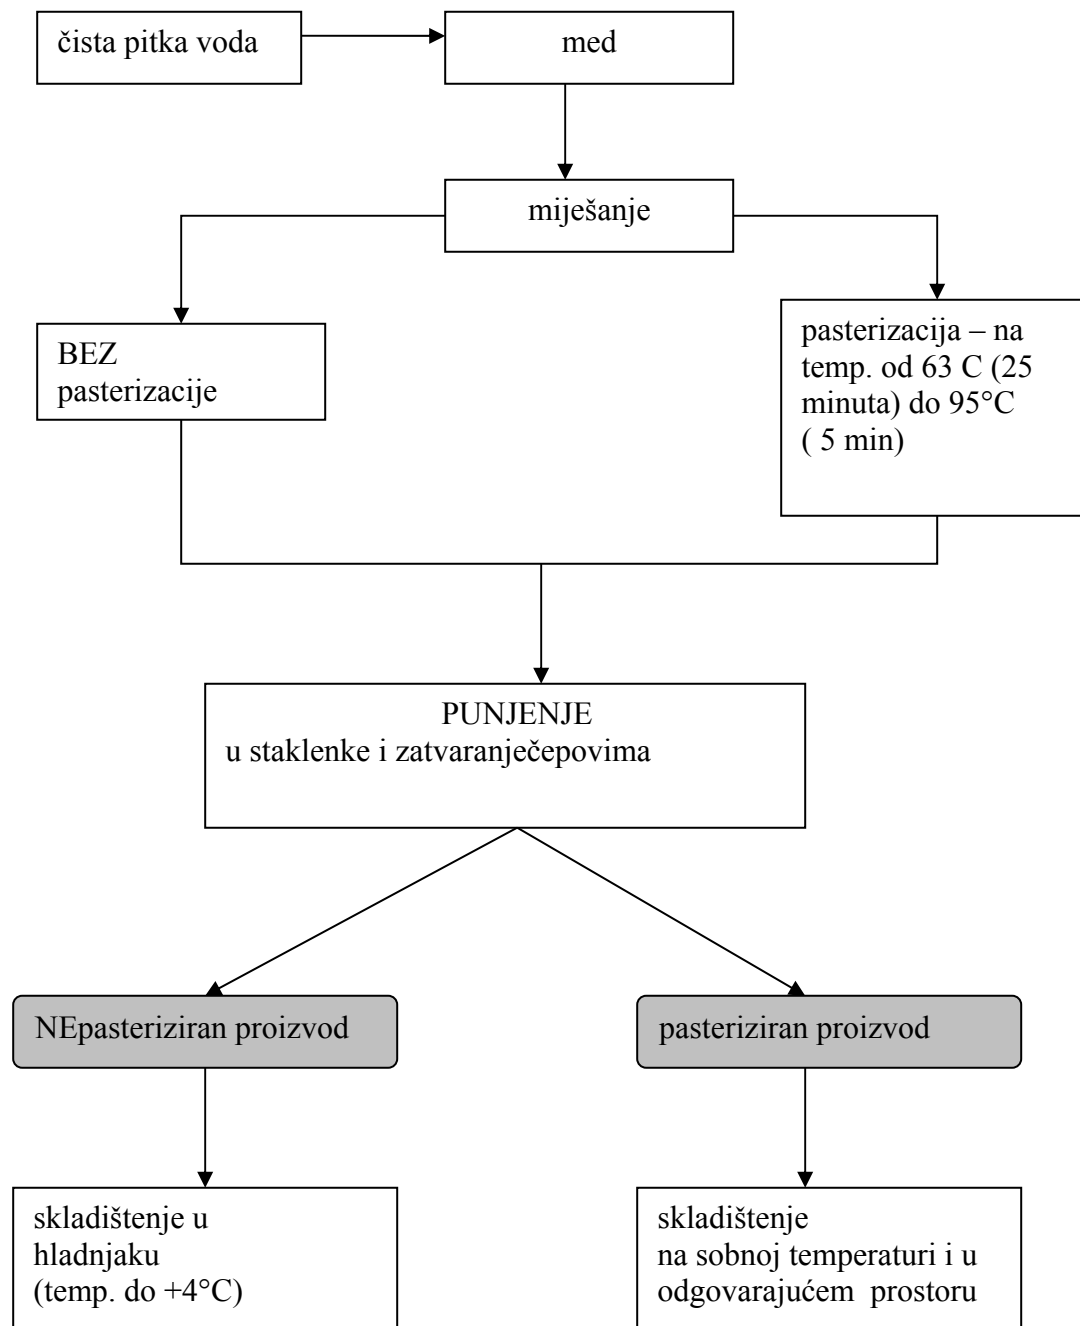 čista pitka voda
med
miješanje
BEZ
pasterizacije
pasterizacija – na
temp. od 63 C (25
minuta) do 95°C
( 5 min)
PUNJENJE
u staklenke i zatvaranječepovima
NEpasteriziran proizvod
pasteriziran proizvod
skladištenje u
hladnjaku
(temp. do +4°C)
skladištenje
na sobnoj temperaturi i u
odgovarajućem  prostoru